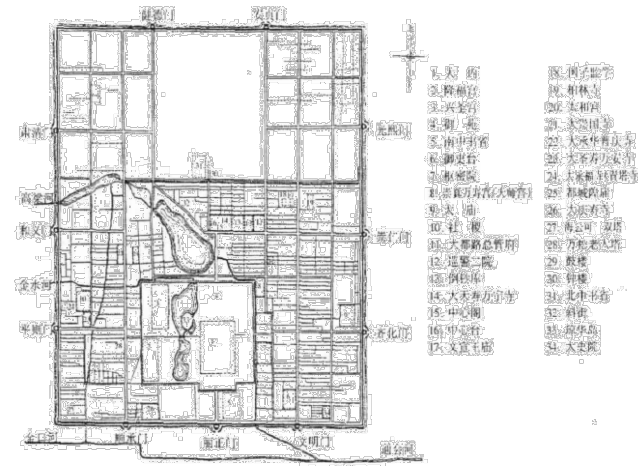 健德门
安贞门
肃清门
光熙门
高梁河
和义门
崇仁门
金水河
平则门
齐化门
金口河
顺承门
丽正门
文明门
通惠河
1. 大内
2. 隆福宫
3. 兴圣宫
4. 御苑
5. 南中书省
6. 御史台
7. 枢密院
8. 崇真万寿宫(天师宫)
9. 太庙
10. 社稷
11. 大都路总管府
12. 巡警二院
13. 倒钞库
14. 大天寿万宁寺
15. 中心阁
16. 中心台
17. 文宣王庙
18. 国子监学
19. 柏林寺
20. 太和宫
21. 大崇国寺
22. 大承华普庆寺
23. 大圣寿万安寺
24.
25. 都城隍庙
26. 大庆寿寺
27. 海云可庵双塔
28. 万松老人塔
29. 鼓楼
30. 钟楼
31. 北中书省
32. 斜街
33. 琼华岛
34. 太史院